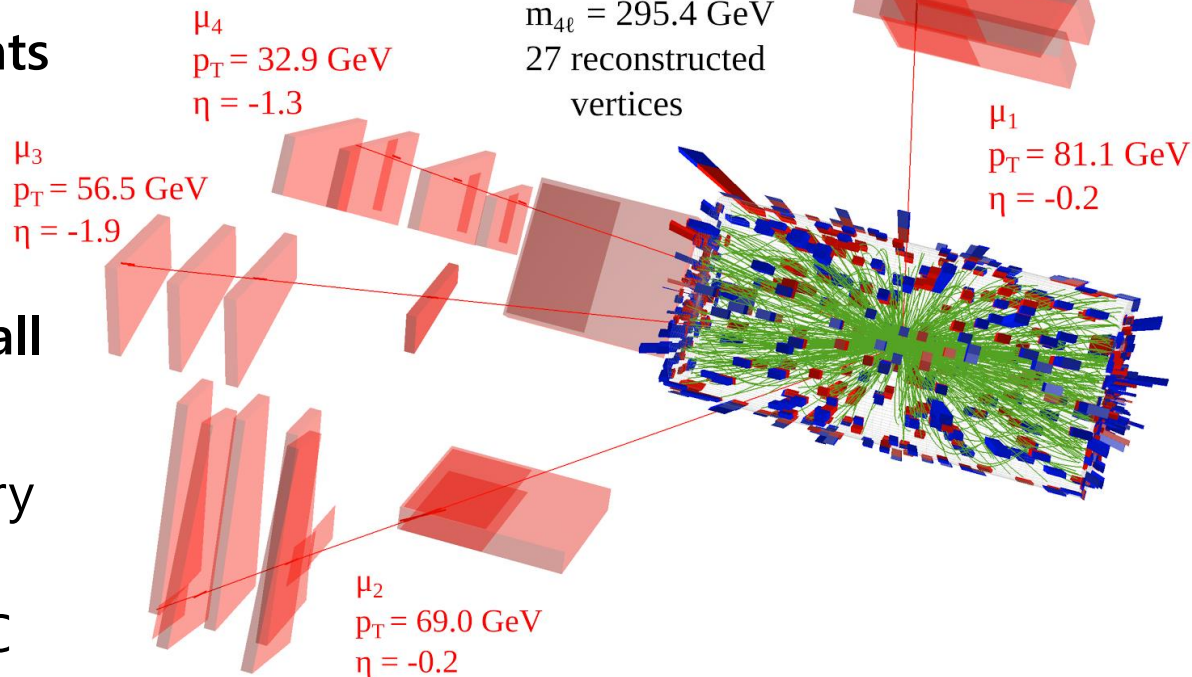 nts
all
ry
C
μ₄
p_T = 32.9 GeV
η = -1.3
m₄ℓ = 295.4 GeV
27 reconstructed
vertices
μ₁
p_T = 81.1 GeV
η = -0.2
μ₃
p_T = 56.5 GeV
η = -1.9
μ₂
p_T = 69.0 GeV
η = -0.2